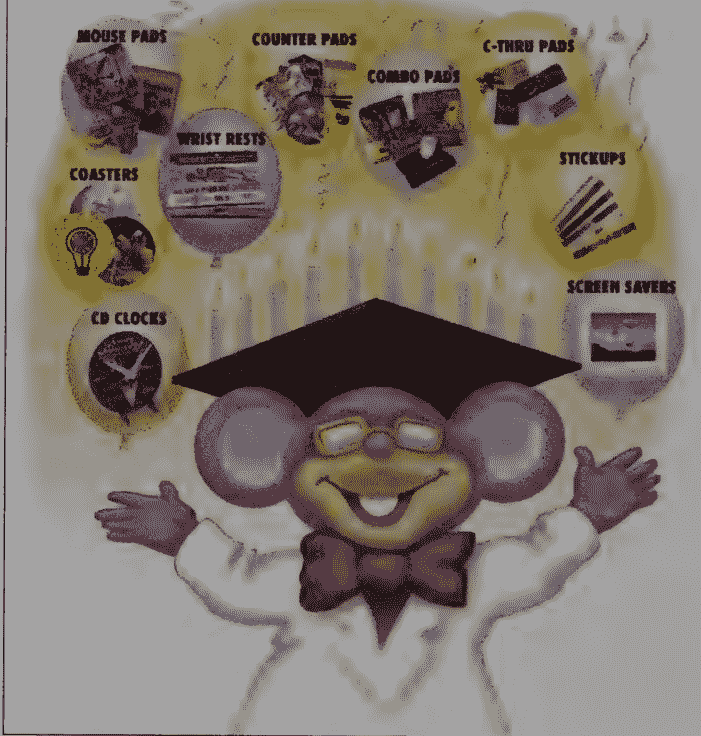 MOUSE PADS
COUNTER PADS
C-THRU PADS
COMBO PADS
WRIST RESTS
STICKUPS
COASTERS
SCREEN SAVERS
CD CLOCKS